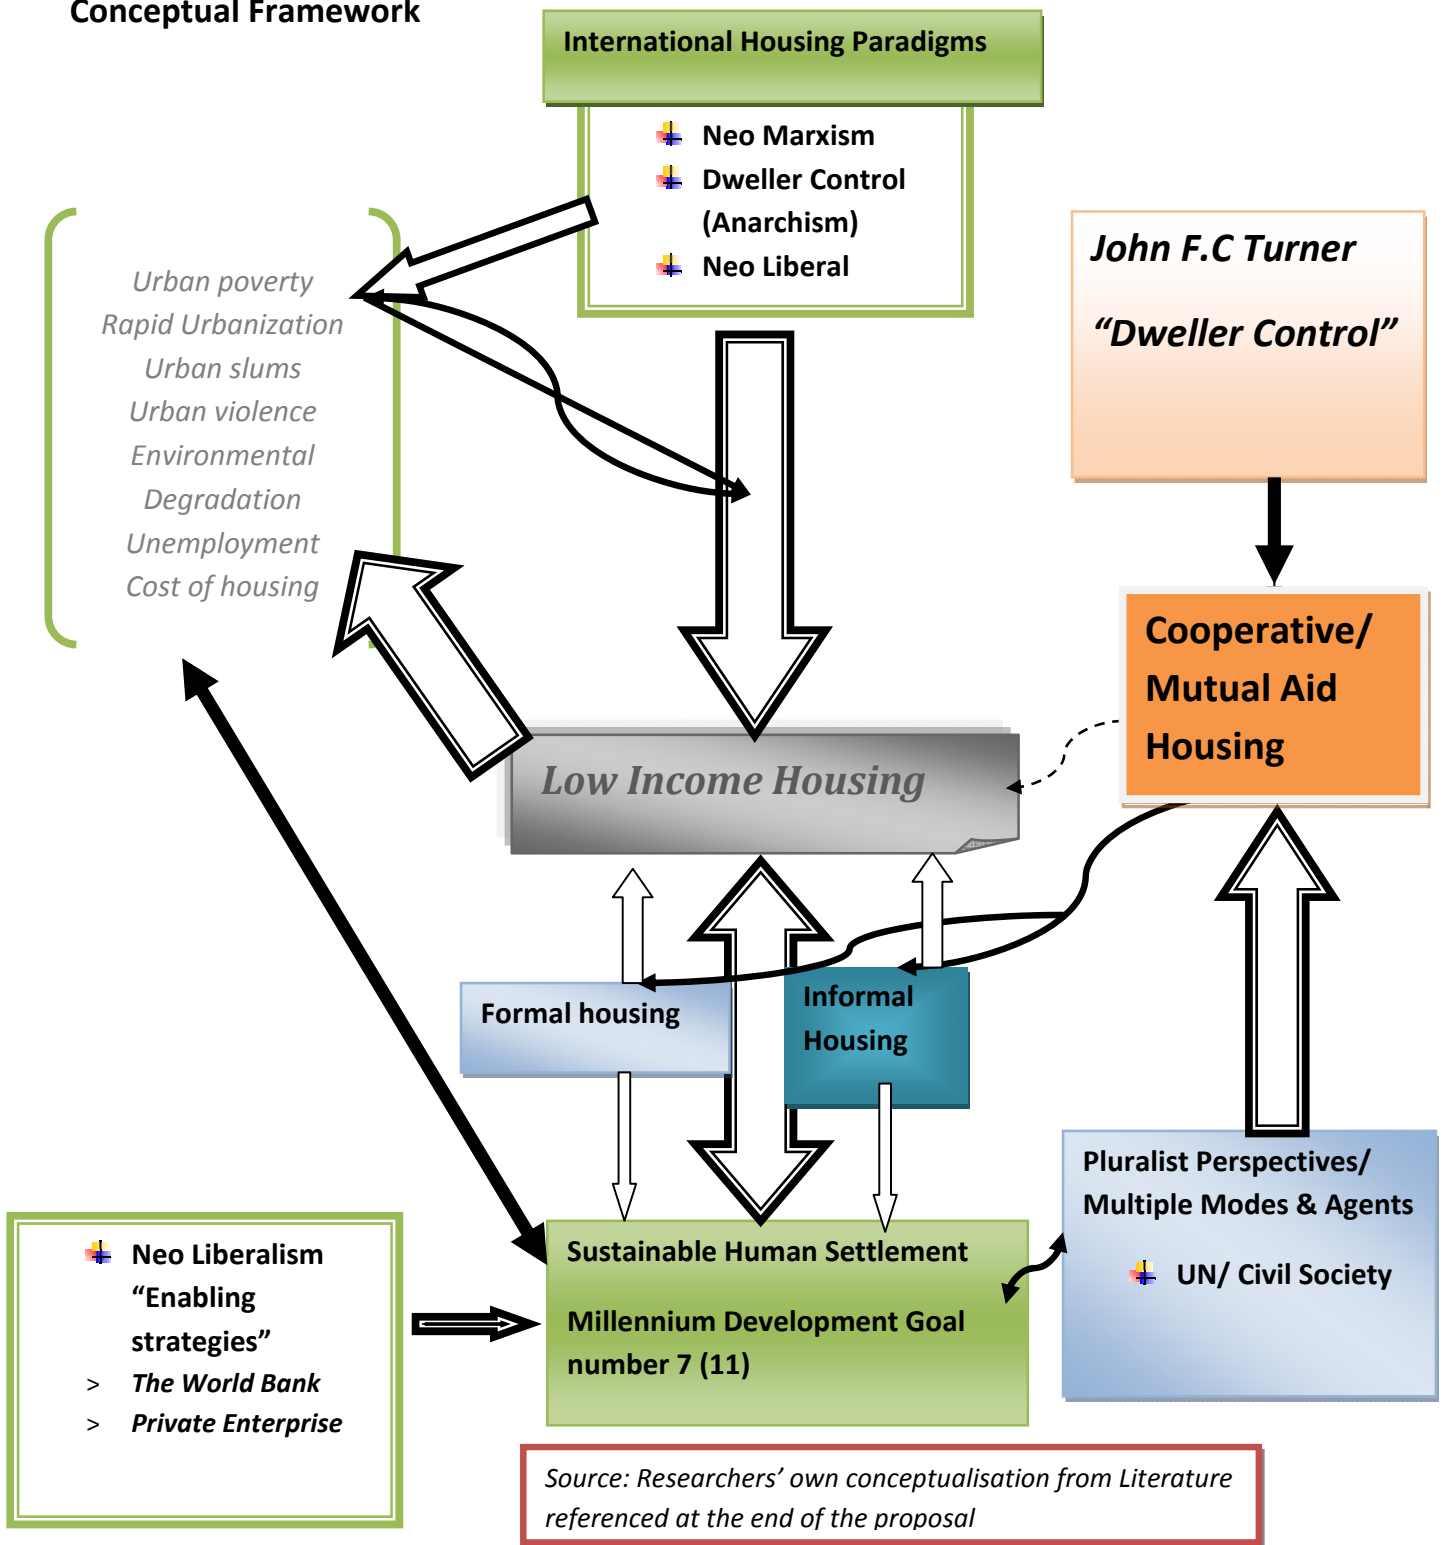 Conceptual Framework
International Housing Paradigms
Neo Marxism
Dweller Control
(Anarchism)
Neo Liberal
John F.C Turner
“Dweller Control”
Urban poverty
Rapid Urbanization
Urban slums
Urban violence
Environmental
Degradation
Unemployment
Cost of housing
Cooperative/
Mutual Aid
Housing
Low Income Housing
Formal housing
Informal
Housing
Pluralist Perspectives/
Multiple Modes & Agents
UN/ Civil Society
Neo Liberalism
“Enabling
strategies”
> The World Bank
> Private Enterprise
Sustainable Human Settlement
Millennium Development Goal
number 7 (11)
Source: Researchers’ own conceptualisation from Literature
referenced at the end of the proposal